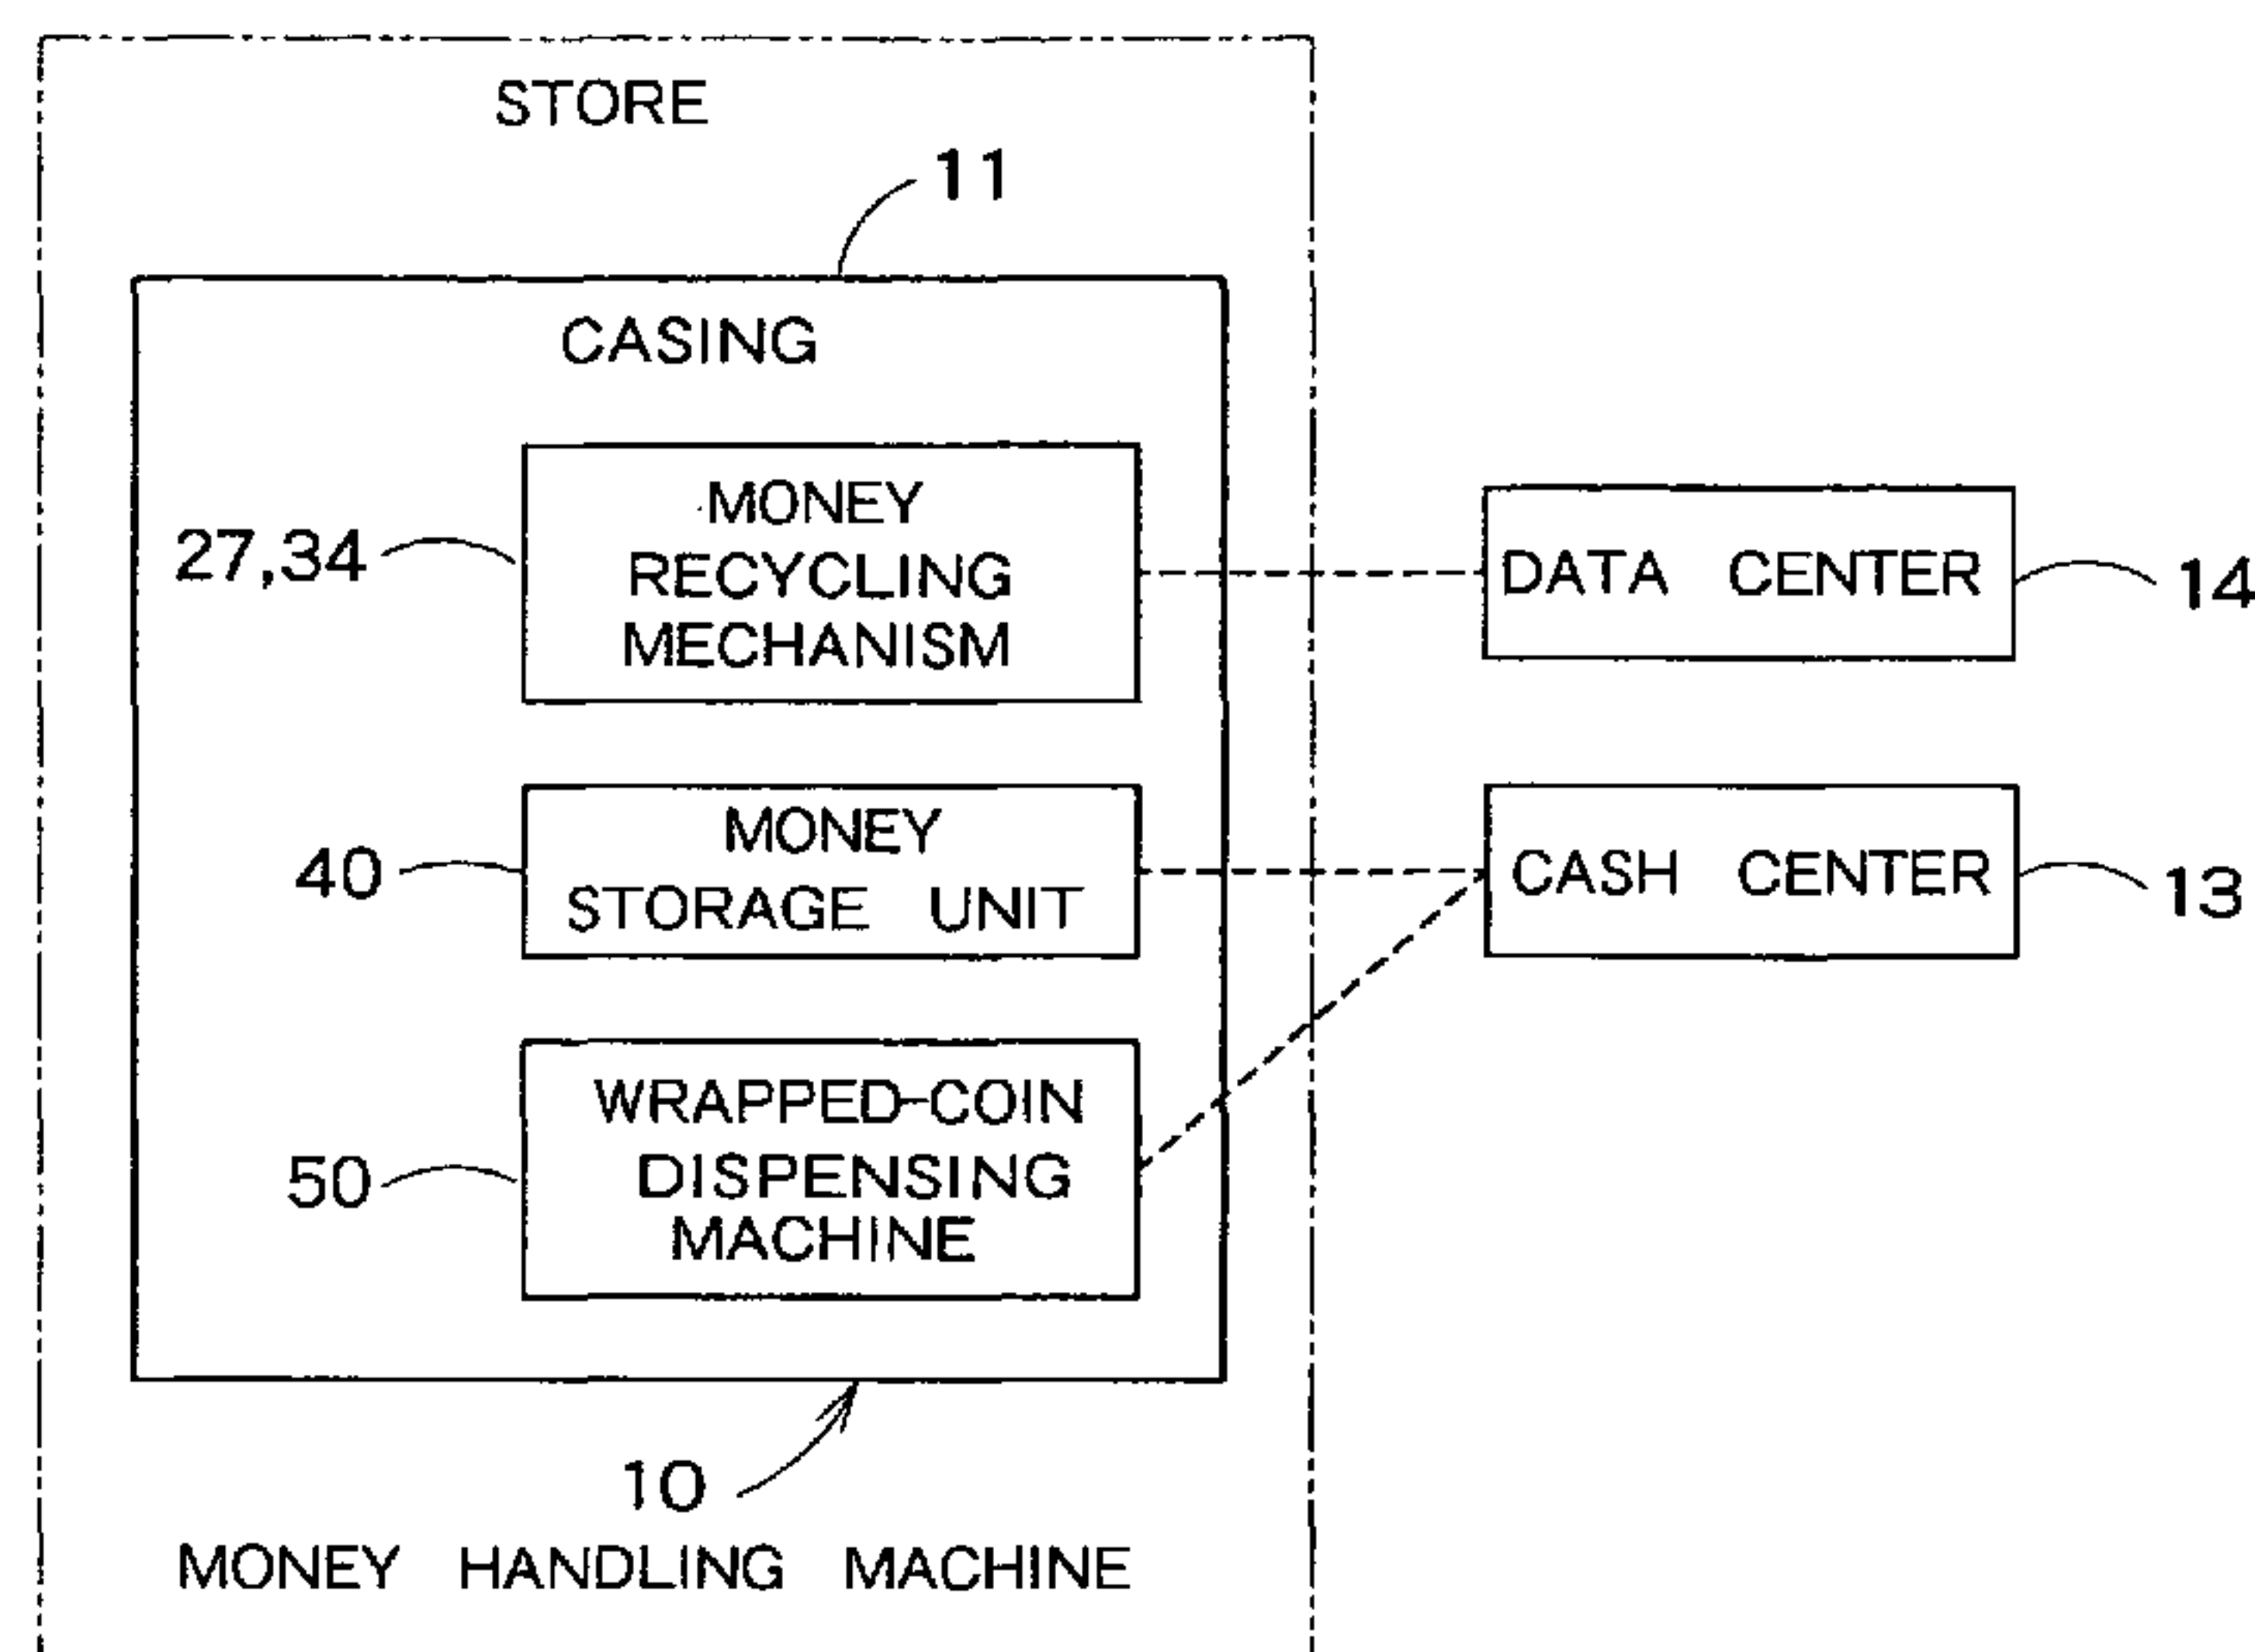 STORE
11
CASING
27,34
MONEY
RECYCLING
MECHANISM
DATA CENTER
14
40
MONEY
STORAGE UNIT
CASH CENTER
13
50
WRAPPED-COIN
DISPENSING
MACHINE
10
MONEY HANDLING MACHINE